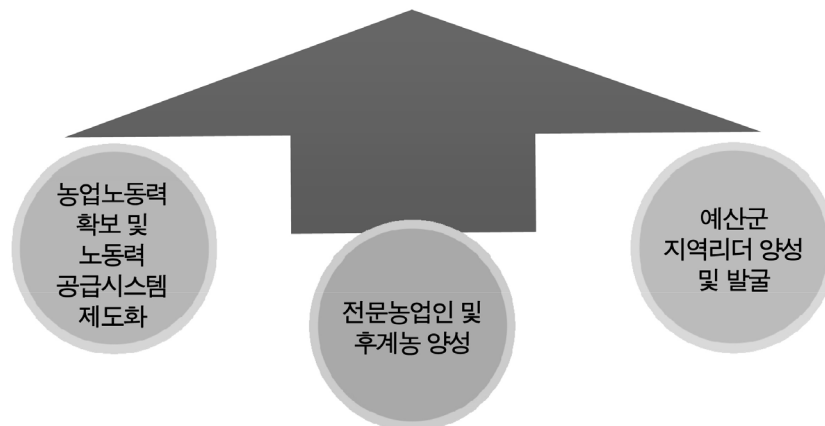 농업노동력
확보 및
노동력
공급시스템
제도화
전문농업인 및
후계농 양성
예산군
지역리더 양성
및 발굴